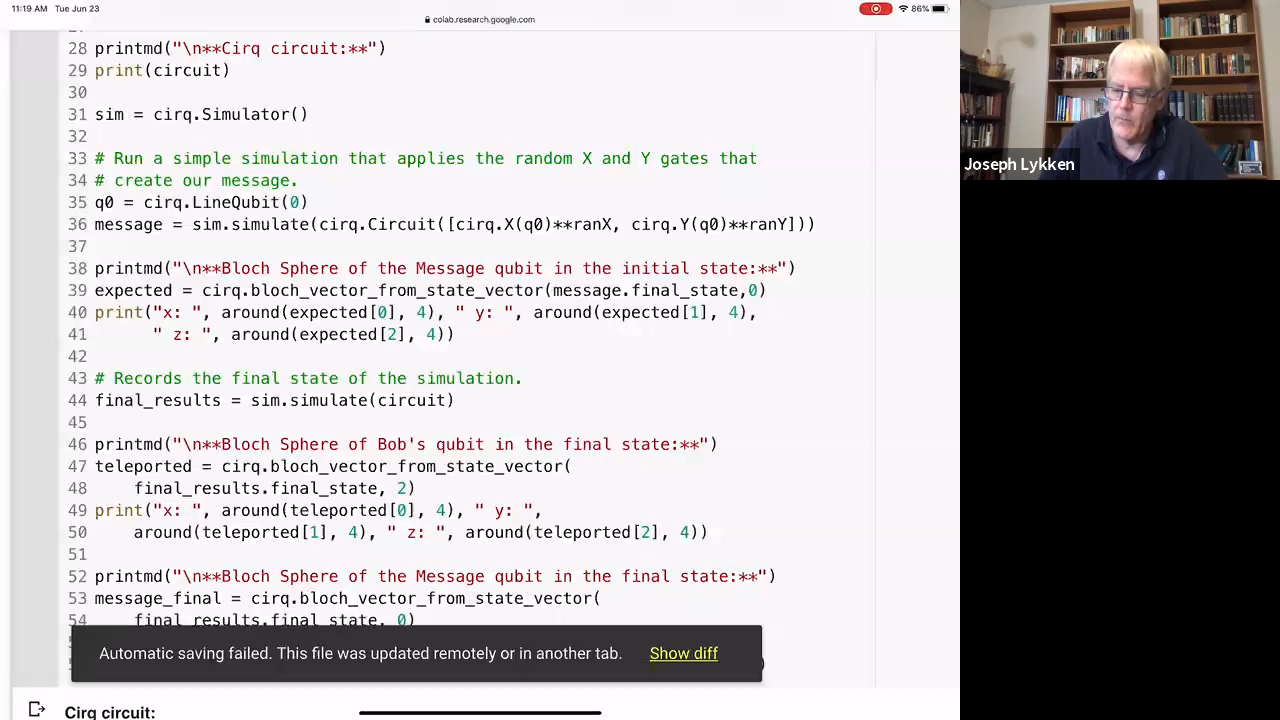 11:19 AM Tue Jun 23
86%
colab.research.google.com
28 printmd("\n**Cirq circuit:**")
29 print(circuit)
30
31 sim = cirq.Simulator()
32
33 # Run a simple simulation that applies the random X and Y gates that
34 # create our message.
35 q0 = cirq.LineQubit(0)
36 message = sim.simulate(cirq.Circuit([cirq.X(q0)**ranX, cirq.Y(q0)**ranY]))
37
38 printmd("\n**Bloch Sphere of the Message qubit in the initial state:**")
39 expected = cirq.bloch_vector_from_state_vector(message.final_state,0)
40 print("x: ", around(expected[0], 4), " y: ", around(expected[1], 4),
41 " z: ", around(expected[2], 4))
42
43 # Records the final state of the simulation.
44 final_results = sim.simulate(circuit)
45
46 printmd("\n**Bloch Sphere of Bob's qubit in the final state:**")
47 teleported = cirq.bloch_vector_from_state_vector(
48 final_results.final_state, 2)
49 print("x: ", around(teleported[0], 4), " y: ",
50 around(teleported[1], 4), " z: ", around(teleported[2], 4))
51
52 printmd("\n**Bloch Sphere of the Message qubit in the final state:**")
53 message_final = cirq.bloch_vector_from_state_vector(
54 final_results.final_state, 0)
Automatic saving failed. This file was updated remotely or in another tab. Show diff
Cirq circuit:
Joseph Lykken